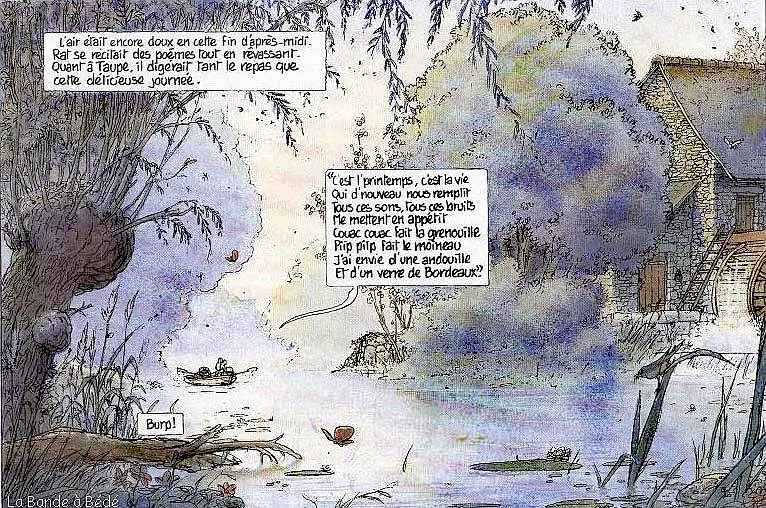 L'air était encore doux en cette fin d'après-midi.
Rat se récitait des poèmes tout en rêvassant.
Quant à Taupe, il digérait tant le repas que
cette délicieuse journée.
"C'est l'printemps, c'est la vie
Qui d'nouveau nous remplit
Tous ces sons, tous ces bruits
Me mettent en appétit
Couac couac fait la grenouille
Piip piip fait le moineau
J'ai envie d'une andouille
Et d'un verre de Bordeaux"
Burp!
La Bande à Bédé